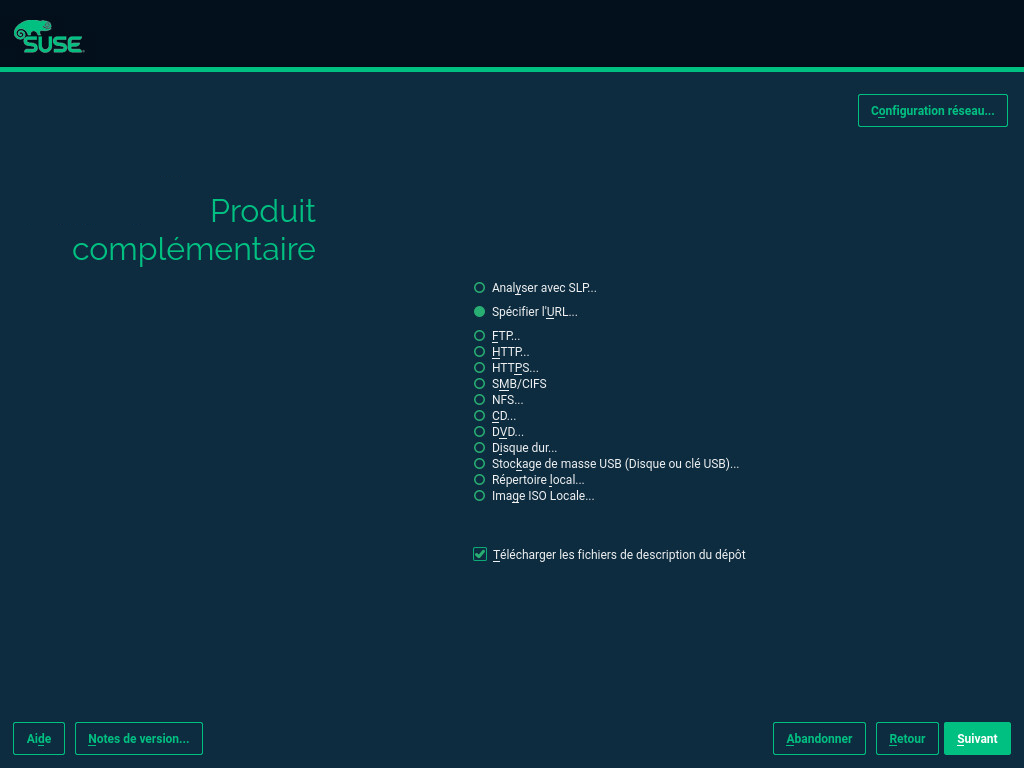 SUSE
Configuration réseau...
Produit
complémentaire
Analyser avec SLP...
Spécifier l'URL...
FTP...
HTTP...
HTTPS...
SMB/CIFS
NFS...
CD...
DVD...
Disque dur...
Stockage de masse USB (Disque ou clé USB)...
Répertoire local...
Image ISO Locale...
Télécharger les fichiers de description du dépôt
Aide Notes de version... Abandonner Retour Suivant